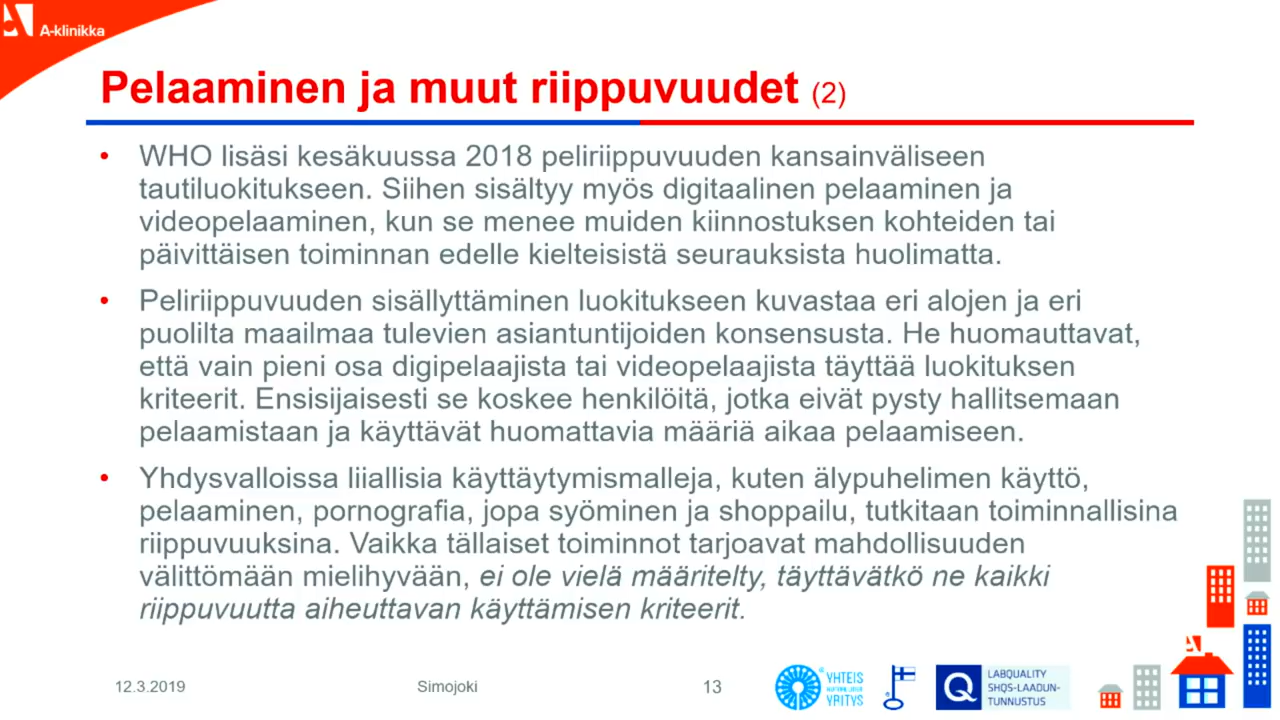 A-klinikka
Pelaaminen ja muut riippuvuudet (2)
• WHO lisäsi kesäkuussa 2018 peliriippuvuuden kansainväliseen
tautiluokitukseen. Siihen sisältyy myös digitaalinen pelaaminen ja
videopelaaminen, kun se menee muiden kiinnostuksen kohteiden tai
päivittäisen toiminnan edelle kielteisistä seurauksista huolimatta.
• Peliriippuvuuden sisällyttäminen luokitukseen kuvastaa eri alojen ja eri
puolilta maailmaa tulevien asiantuntijoiden konsensusta. He huomauttavat,
että vain pieni osa digipelaajista tai videopelaajista täyttää luokituksen
kriteerit. Ensisijaisesti se koskee henkilöitä, jotka eivät pysty hallitsemaan
pelaamistaan ja käyttävät huomattavia määriä aikaa pelaamiseen.
• Yhdysvalloissa liiallisia käyttäytymismalleja, kuten älypuhelimen käyttö,
pelaaminen, pornografia, jopa syöminen ja shoppailu, tutkitaan toiminnallisina
riippuvuuksina. Vaikka tällaiset toiminnot tarjoavat mahdollisuuden
välittömään mielihyvään, ei ole vielä määritelty, täyttävätkö ne kaikki
riippuvuutta aiheuttavan käyttämisen kriteerit.
12.3.2019
Simojoki
13
YHTEIS
YRITYS
Q
LABQUALITY
SHQS-LAADUN-
TUNNUSTUS